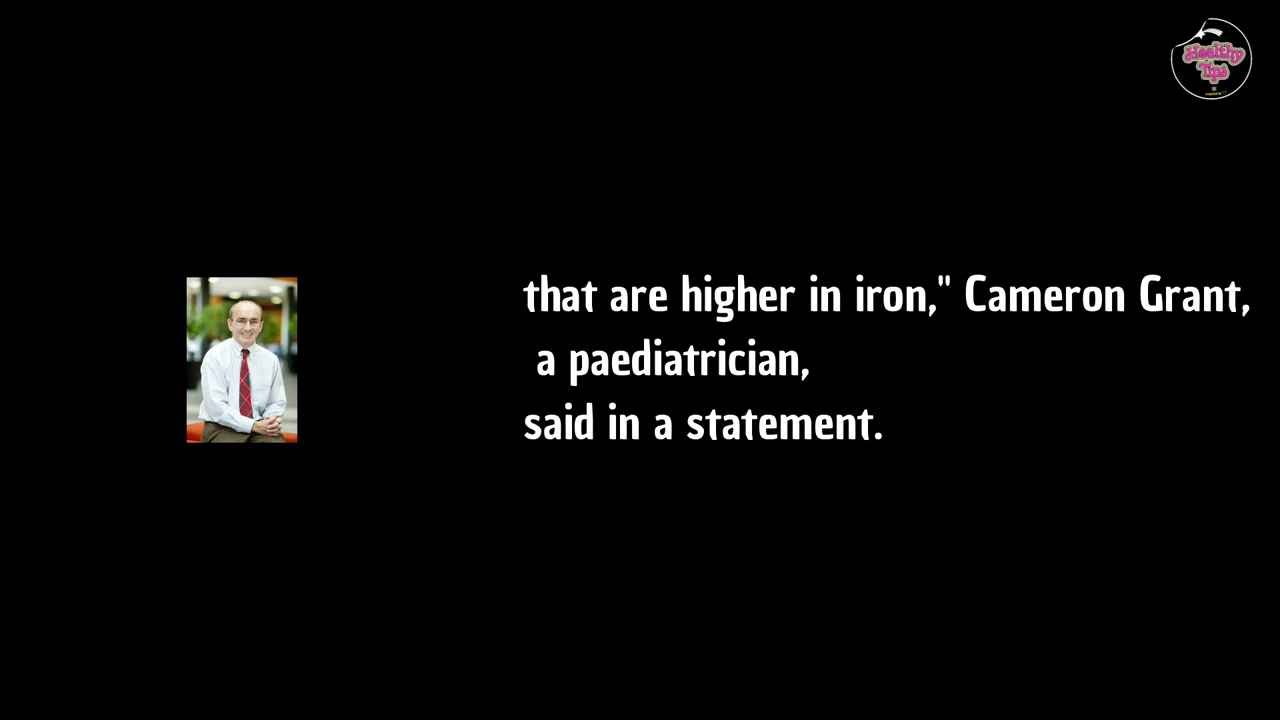 Healthy
Tips
that are higher in iron," Cameron Grant,
a paediatrician,
said in a statement.